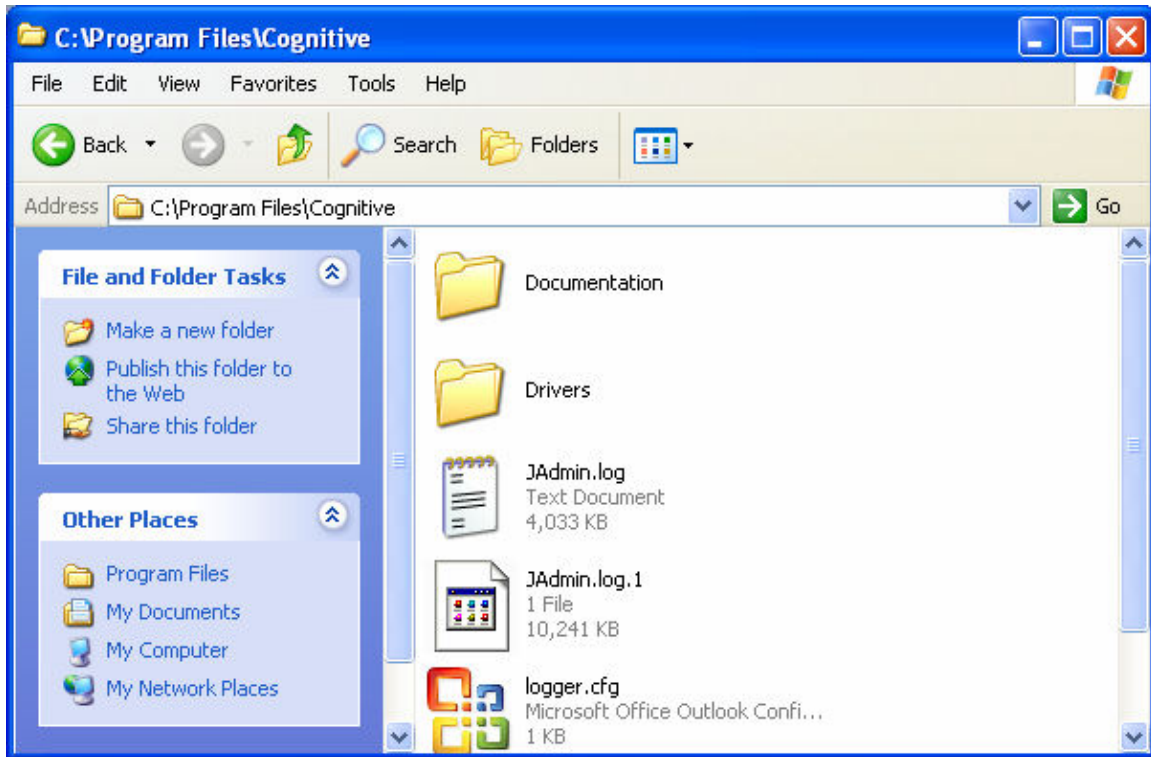 C:\Program Files\Cognitive
File Edit View Favorites Tools Help
Back Search Folders
Address C:\Program Files\Cognitive Go
File and Folder Tasks
Make a new folder
Publish this folder to
the Web
Share this folder
Other Places
Program Files
My Documents
My Computer
My Network Places
Documentation
Drivers
JAdmin.log
Text Document
4,033 KB
JAdmin.log.1
1 File
10,241 KB
logger.cfg
Microsoft Office Outlook Confi...
1 KB